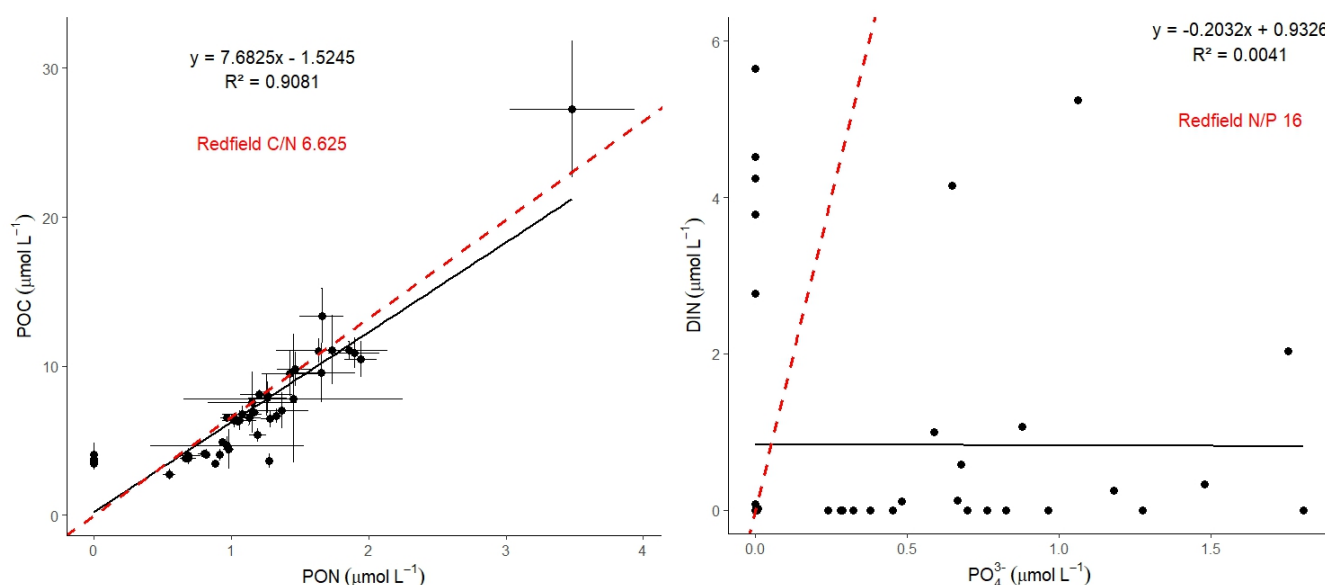 y = 7.6825x - 1.5245
R² = 0.9081
Redfield C/N 6.625
30
20
10
0
POC (μmol L⁻¹)
0
1
2
3
4
PON (μmol L⁻¹)
y = -0.2032x + 0.9326
R² = 0.0041
Redfield N/P 16
6
4
2
0
DIN (μmol L⁻¹)
0.0
0.5
1.0
1.5
PO₄³⁻ (μmol L⁻¹)